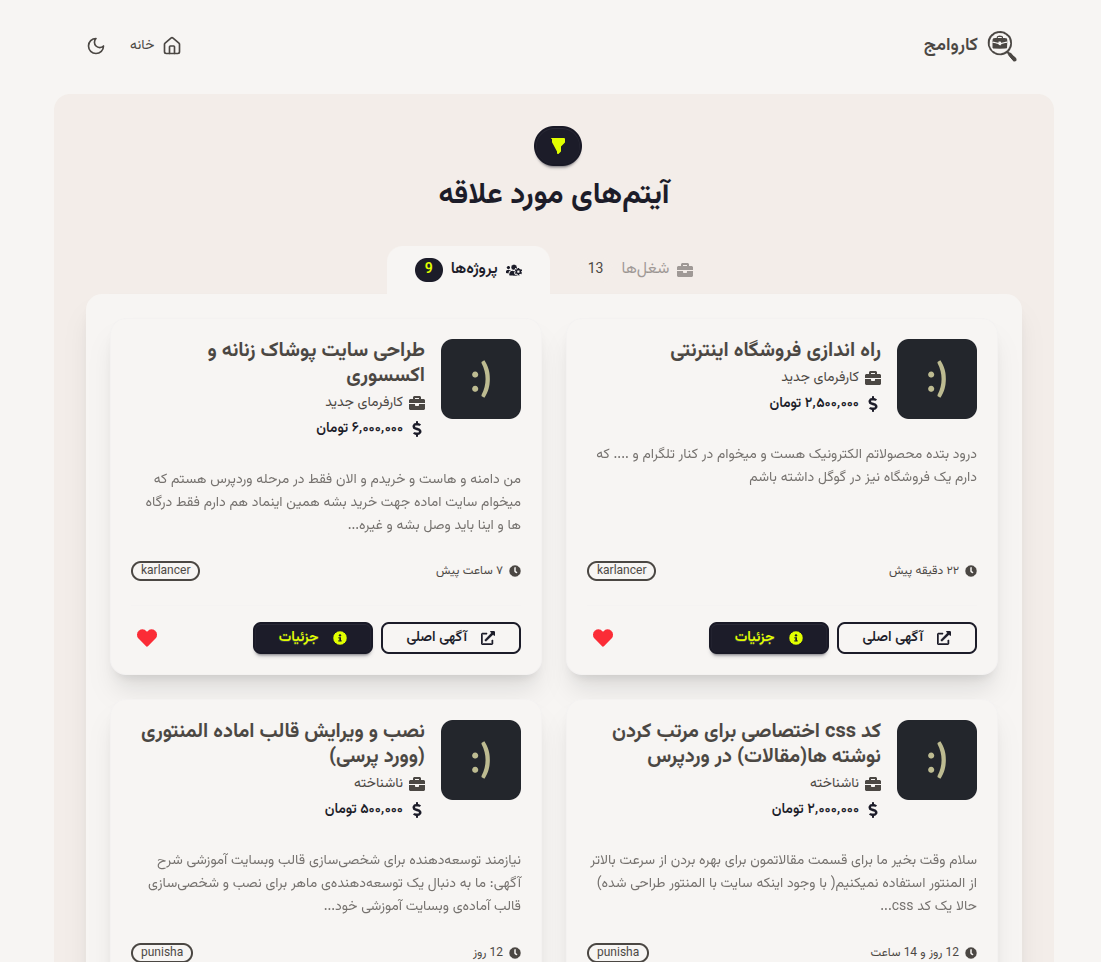 کاروامج
خانه
آیتم‌های مورد علاقه
شغل‌ها 13
پروژه‌ها 9
:)
راه اندازی فروشگاه اینترنتی
کارفرمای جدید
۲,۵۰۰,۰۰۰ تومان
درود بتده محصولاتم الکترونیک هست و میخوام در کنار تلگرام و .... که
دارم یک فروشگاه نیز در گوگل داشته باشم
۲۲ دقیقه پیش
karlancer
آگهی اصلی
جزئیات
:)
طراحی سایت پوشاک زنانه و
اکسسوری
کارفرمای جدید
۶,۰۰۰,۰۰۰ تومان
من دامنه و هاست و خریدم و الان فقط در مرحله وردپرس هستم که
میخوام سایت اماده جهت خرید بشه همین اینماد هم دارم فقط درگاه
ها و اینا باید وصل بشه و غیره...
۷ ساعت پیش
karlancer
آگهی اصلی
جزئیات
:)
کد css اختصاصی برای مرتب کردن
نوشته ها(مقالات) در وردپرس
ناشناخته
۲,۰۰۰,۰۰۰ تومان
سلام وقت بخیر ما برای قسمت مقالاتمون برای بهره بردن از سرعت بالاتر
از المنتور استفاده نمیکنیم( با وجود اینکه سایت با المنتور طراحی شده)
حالا یک کد css...
12 روز و 14 ساعت
punisha
:)
نصب و ویرایش قالب اماده المنتوری
(وورد پرسی)
ناشناخته
۵۰۰,۰۰۰ تومان
نیازمند توسعه‌دهنده برای شخصی‌سازی قالب وبسایت آموزشی شرح
آگهی: ما به دنبال یک توسعه‌دهنده‌ی ماهر برای نصب و شخصی‌سازی
قالب آماده‌ی وبسایت آموزشی خود...
12 روز
punisha